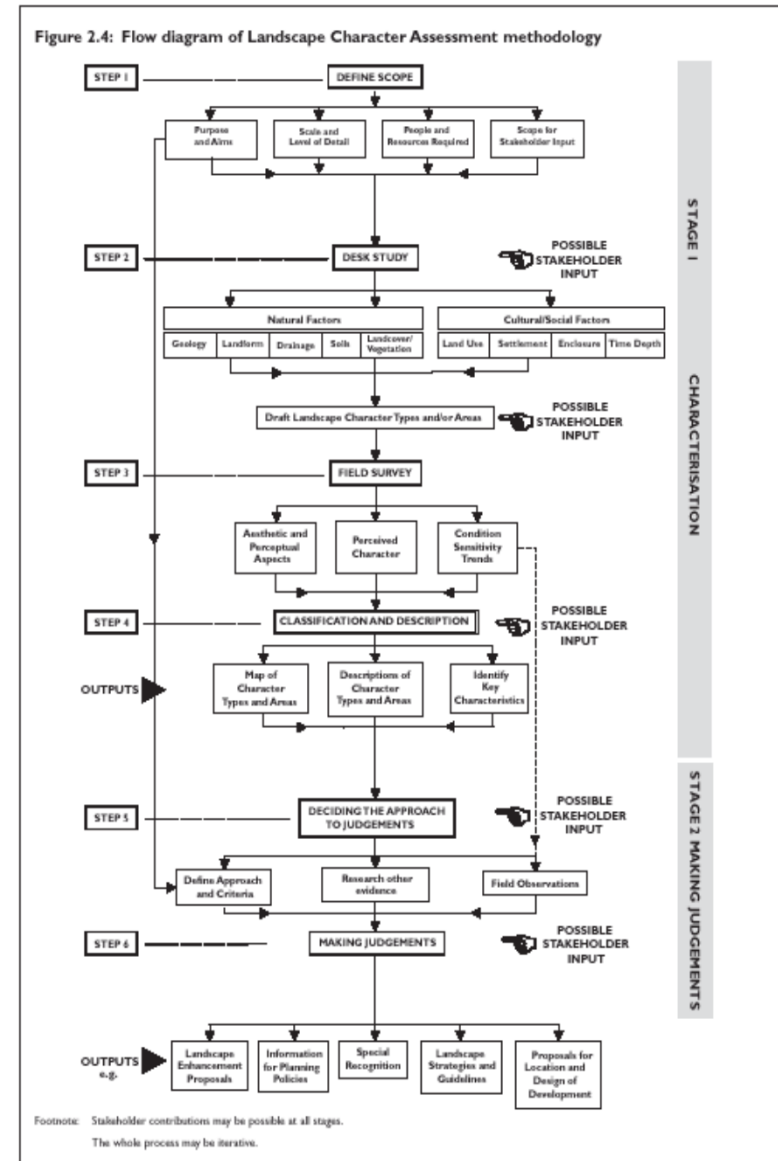 Figure 2.4: Flow diagram of Landscape Character Assessment methodology
STEP 1
DEFINE SCOPE
Purpose
and Aims
Scale and
Level of Detail
People and
Resources Required
Scope for
Stakeholder Input
STEP 2
DESK STUDY
POSSIBLE
STAKEHOLDER
INPUT
Natural Factors
Cultural/Social Factors
Geology
Landform
Drainage
Soils
Landcover/
Vegetation
Land Use
Settlement
Enclosure
Time Depth
Draft Landscape Character Types and/or Areas
POSSIBLE
STAKEHOLDER
INPUT
STEP 3
FIELD SURVEY
Aesthetic and
Perceptual
Aspects
Perceived
Character
Condition
Sensitivity
Trends
STEP 4
CLASSIFICATION AND DESCRIPTION
POSSIBLE
STAKEHOLDER
INPUT
OUTPUTS
Map of
Character
Types and Areas
Descriptions of
Character
Types and Areas
Identify
Key
Characteristics
STEP 5
DECIDING THE APPROACH
TO JUDGEMENTS
POSSIBLE
STAKEHOLDER
INPUT
Define Approach
and Criteria
Research other
evidence
Field Observations
STEP 6
MAKING JUDGEMENTS
POSSIBLE
STAKEHOLDER
INPUT
OUTPUTS
e.g.
Landscape
Enhancement
Proposals
Information
for Planning
Policies
Special
Recognition
Landscape
Strategies and
Guidelines
Proposals for
Location and
Design of
Development
STAGE 1
CHARACTERISATION
STAGE 2 MAKING JUDGEMENTS
Footnote: Stakeholder contributions may be possible at all stages.
The whole process may be iterative.